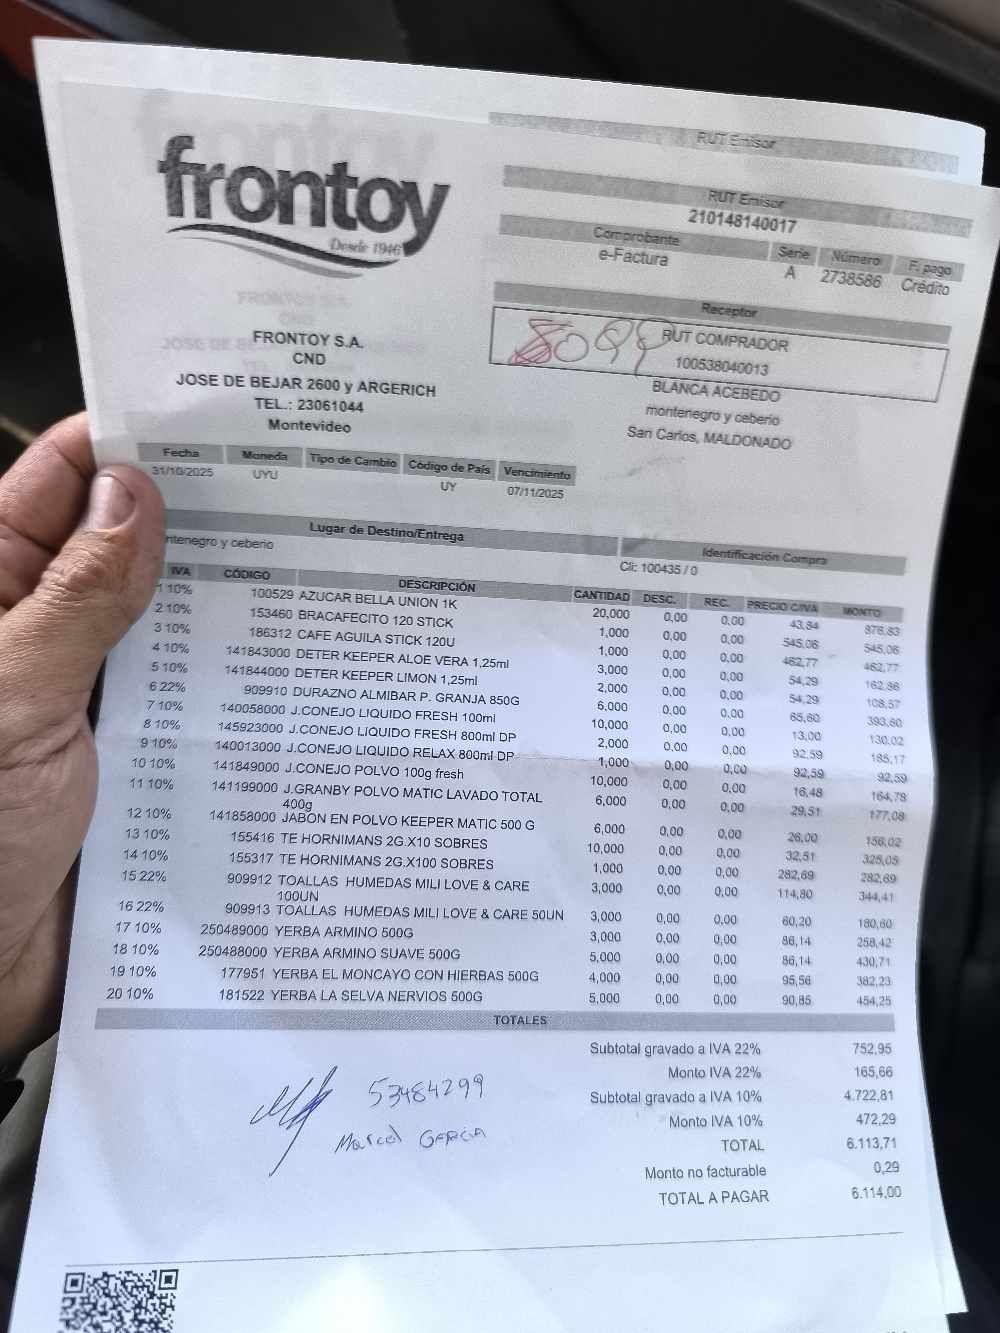 RUT Emisor
frontoy
Desde 1946
RUT Emisor
210148140017
Comprobante Serie Número F. pago
e-Factura A 2738586 Crédito
Receptor
RUT COMPRADOR
100538040013
BLANCA ACEBEDO
montenegro y ceberio
San Carlos, MALDONADO
FRONTOY S.A.
CND
JOSE DE BEJAR 2600 y ARGERICH
TEL.: 23061044
Montevideo
Fecha Moneda Tipo de Cambio Código de País Vencimiento
31/10/2025 UYU UY 07/11/2025
Lugar de Destino/Entrega Identificación Compra
ntenegro y ceberio Cli: 100435 / 0
IVA CÓDIGO DESCRIPCIÓN CANTIDAD DESC. REC. PRECIO C/IVA MONTO
1 10% 100529 AZUCAR BELLA UNION 1K 20,000 0,00 0,00 43,84 876,83
2 10% 153460 BRACAFECITO 120 STICK 1,000 0,00 0,00 545,06 545,06
3 10% 186312 CAFE AGUILA STICK 120U 1,000 0,00 0,00 462,77 462,77
4 10% 141843000 DETER KEEPER ALOE VERA 1,25ml 3,000 0,00 0,00 54,29 162,86
5 10% 141844000 DETER KEEPER LIMON 1,25ml 2,000 0,00 0,00 54,29 108,57
6 22% 909910 DURAZNO ALMIBAR P. GRANJA 850G 6,000 0,00 0,00 65,60 393,60
7 10% 140058000 J.CONEJO LIQUIDO FRESH 100ml 10,000 0,00 0,00 13,00 130,02
8 10% 145923000 J.CONEJO LIQUIDO FRESH 800ml DP 2,000 0,00 0,00 92,59 185,17
9 10% 140013000 J.CONEJO LIQUIDO RELAX 800ml DP 1,000 0,00 0,00 92,59 92,59
10 10% 141849000 J.CONEJO POLVO 100g fresh 10,000 0,00 0,00 16,48 164,78
11 10% 141199000 J.GRANBY POLVO MATIC LAVADO TOTAL 6,000 0,00 0,00 29,51 177,08
400g
12 10% 141858000 JABON EN POLVO KEEPER MATIC 500 G 6,000 0,00 0,00 26,00 156,02
13 10% 155416 TE HORNIMANS 2G.X10 SOBRES 10,000 0,00 0,00 32,51 325,05
14 10% 155317 TE HORNIMANS 2G.X100 SOBRES 1,000 0,00 0,00 282,69 282,69
15 22% 909912 TOALLAS HUMEDAS MILI LOVE & CARE 3,000 0,00 0,00 114,80 344,41
100UN
16 22% 909913 TOALLAS HUMEDAS MILI LOVE & CARE 50UN 3,000 0,00 0,00 60,20 180,60
17 10% 250489000 YERBA ARMINO 500G 3,000 0,00 0,00 86,14 258,42
18 10% 250488000 YERBA ARMINO SUAVE 500G 5,000 0,00 0,00 86,14 430,71
19 10% 177951 YERBA EL MONCAYO CON HIERBAS 500G 4,000 0,00 0,00 95,56 382,23
20 10% 181522 YERBA LA SELVA NERVIOS 500G 5,000 0,00 0,00 90,85 454,25
TOTALES
Subtotal gravado a IVA 22% 752,95
Monto IVA 22% 165,66
Subtotal gravado a IVA 10% 4.722,81
Monto IVA 10% 472,29
TOTAL 6.113,71
Monto no facturable 0,29
TOTAL A PAGAR 6.114,00
53484299
Marcol GARCIA